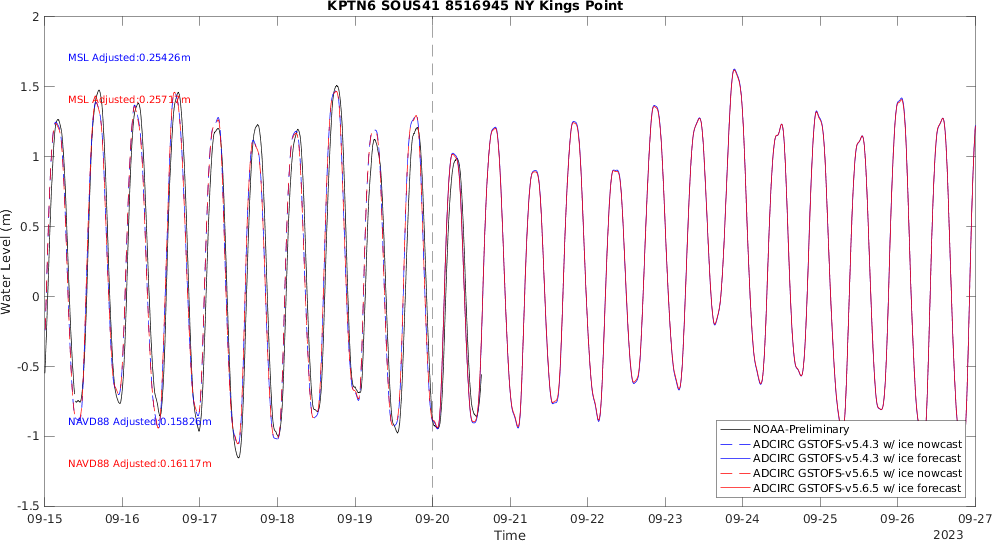 KPTN6 SOUS41 8516945 NY Kings Point
2
1.5
1
0.5
0
-0.5
-1
-1.5
Water Level (m)
MSL Adjusted:0.25426m
MSL Adjusted:0.25717m
NAVD88 Adjusted:0.15826m
NAVD88 Adjusted:0.16117m
NOAA-Preliminary
ADCIRC GSTOFS-v5.4.3 w/ ice nowcast
ADCIRC GSTOFS-v5.4.3 w/ ice forecast
ADCIRC GSTOFS-v5.6.5 w/ ice nowcast
ADCIRC GSTOFS-v5.6.5 w/ ice forecast
09-15 09-16 09-17 09-18 09-19 09-20 09-21 09-22 09-23 09-24 09-25 09-26 09-27
Time
2023